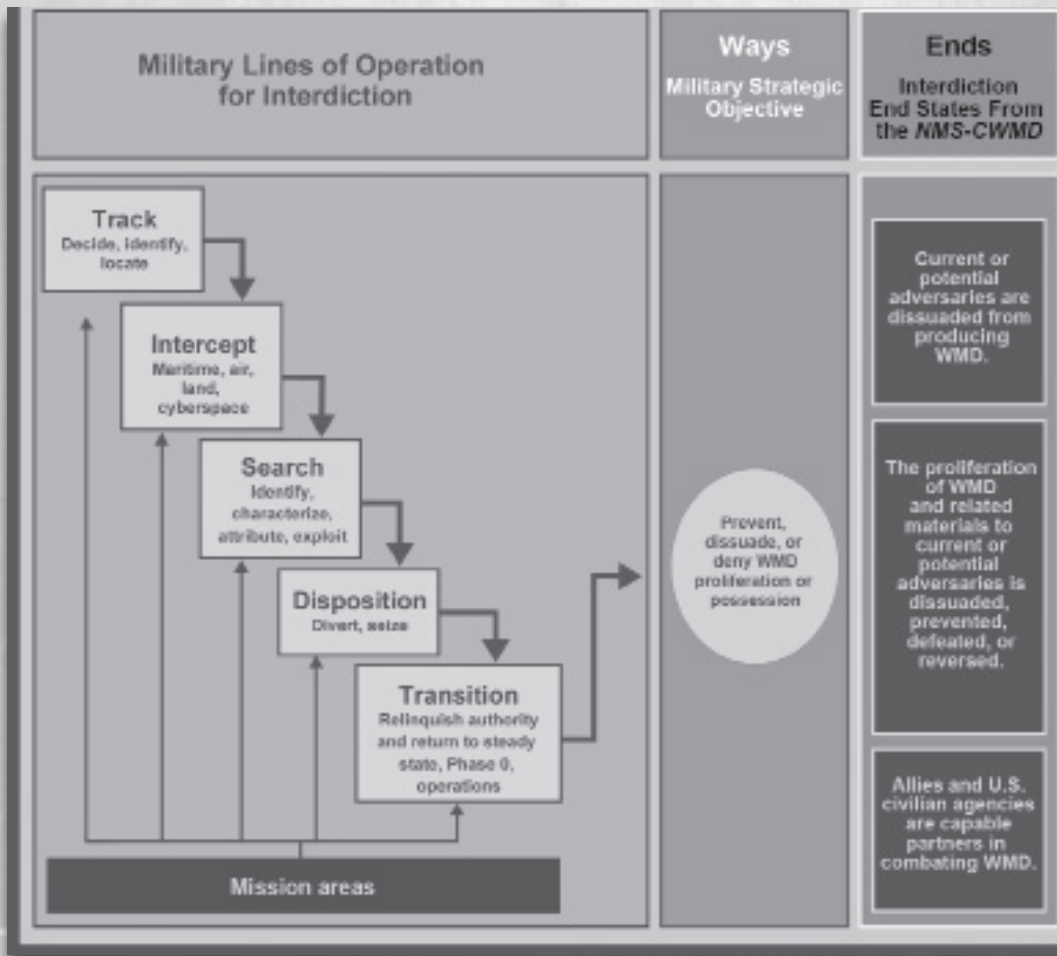 Military Lines of Operation
for Interdiction
Ways
Military Strategic
Objective
Ends
Interdiction
End States From
the NMS-CWMD
Track
Decide, identify,
locate
Intercept
Maritime, air,
land,
cyberspace
Search
Identify,
characterize,
attribute, exploit
Disposition
Divert, seize
Transition
Relinquish authority
and return to steady
state, Phase 0,
operations
Mission areas
Prevent,
dissuade, or
deny WMD
proliferation or
possession
Current or
potential
adversaries are
dissuaded from
producing
WMD.
The proliferation
of WMD
and related
materials to
current or
potential
adversaries is
dissuaded,
prevented,
defeated, or
reversed.
Allies and U.S.
civilian agencies
are capable
partners in
combating WMD.